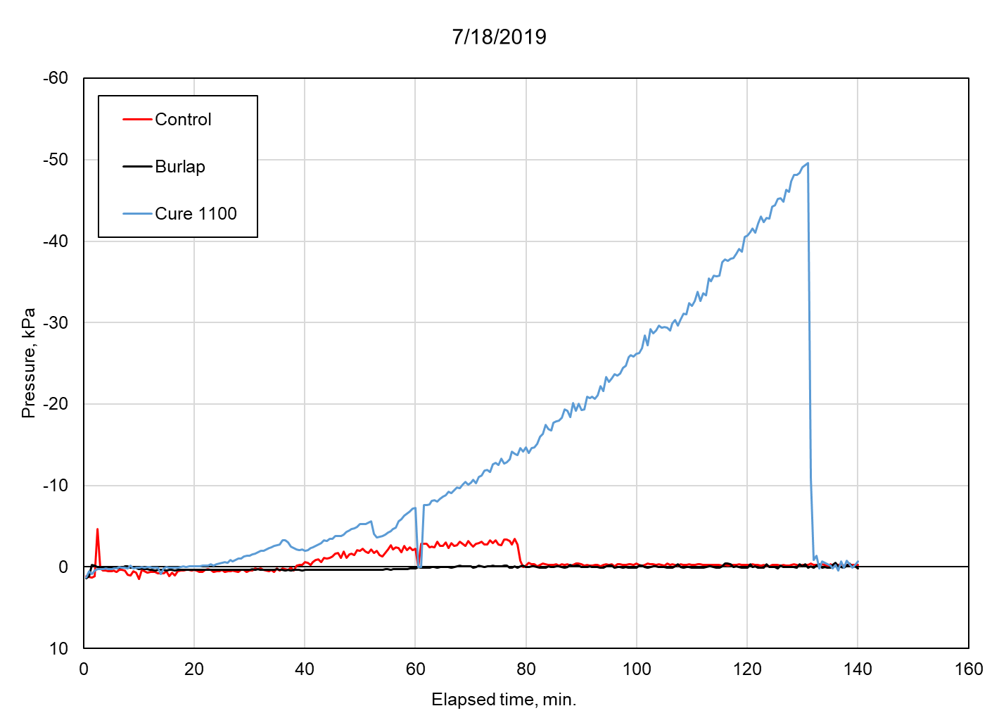 7/18/2019
-60
-50
-40
-30
-20
-10
0
10
Pressure, kPa
Control
Burlap
Cure 1100
0 20 40 60 80 100 120 140 160
Elapsed time, min.